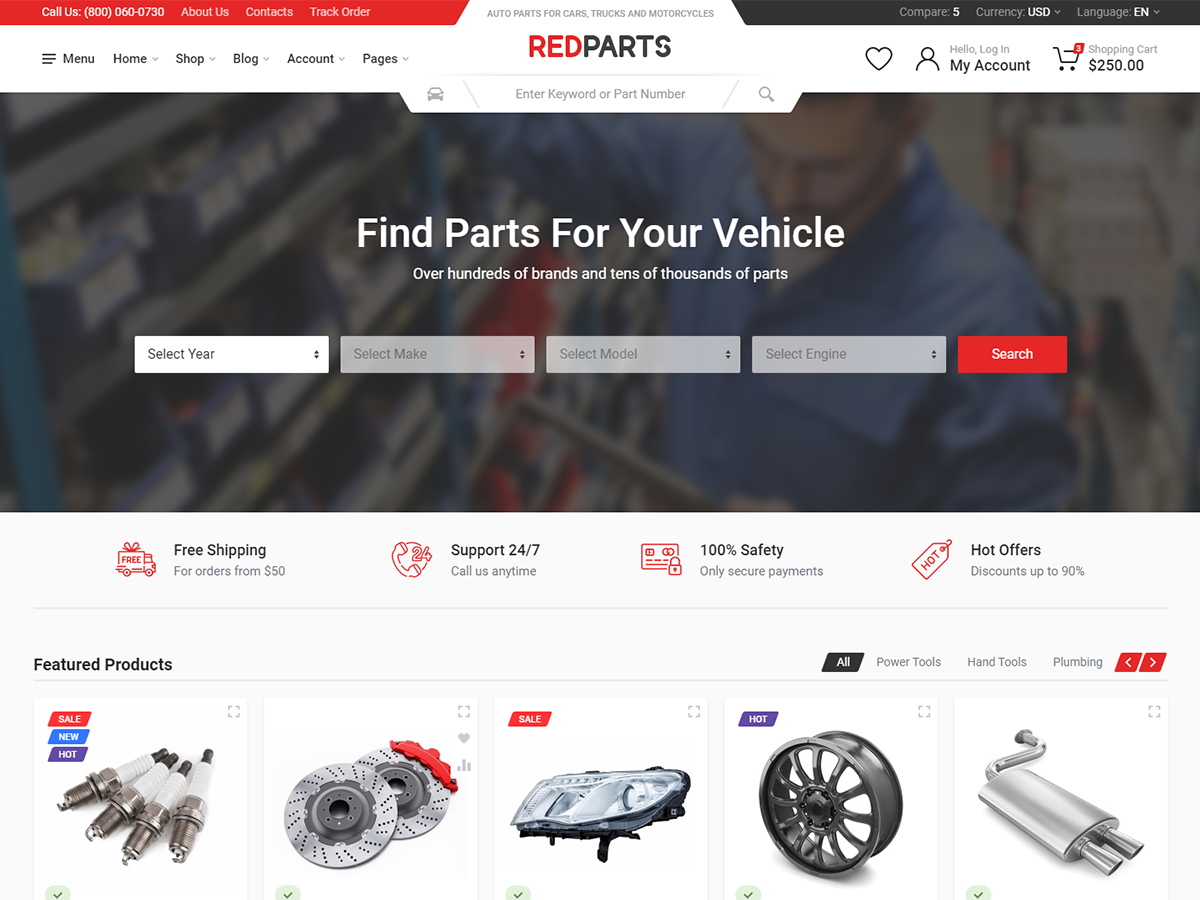 Call Us: (800) 060-0730 About Us Contacts Track Order
AUTO PARTS FOR CARS, TRUCKS AND MOTORCYCLES
Compare: 5 Currency: USD Language: EN
Menu Home Shop Blog Account Pages
REDPARTS
Hello, Log In
My Account
3
Shopping Cart
$250.00
Enter Keyword or Part Number
Find Parts For Your Vehicle
Over hundreds of brands and tens of thousands of parts
Select Year Select Make Select Model Select Engine Search
FREE
Free Shipping
For orders from $50
24
Support 24/7
Call us anytime
100% Safety
Only secure payments
HOT
Hot Offers
Discounts up to 90%
Featured Products
All Power Tools Hand Tools Plumbing
SALE
NEW
HOT
SALE
HOT